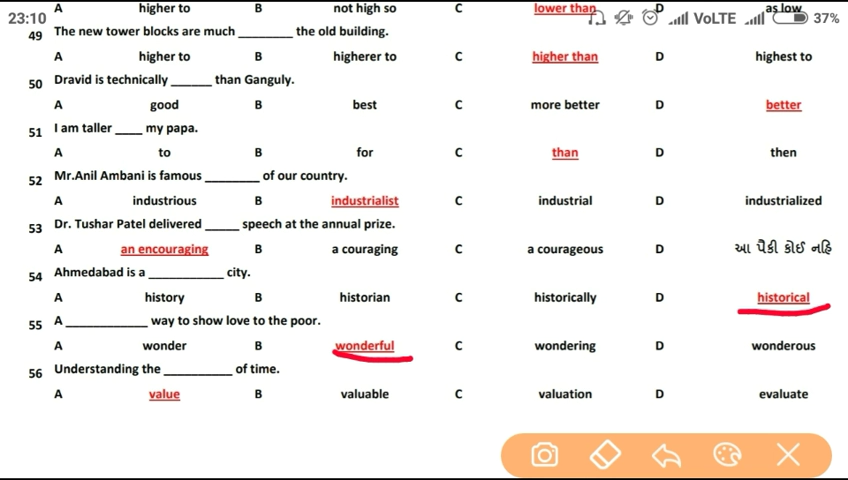 A higher to B not high so C lower than D as low
23:10 VoLTE 37%
49 The new tower blocks are much ________ the old building.
A higher to B higherer to C higher than D highest to
50 Dravid is technically ______ than Ganguly.
A good B best C more better D better
51 I am taller ____ my papa.
A to B for C than D then
52 Mr.Anil Ambani is famous ________ of our country.
A industrious B industrialist C industrial D industrialized
53 Dr. Tushar Patel delivered _____ speech at the annual prize.
A an encouraging B a couraging C a courageous D આ પૈકી કોઈ નહિ
54 Ahmedabad is a ___________ city.
A history B historian C historically D historical
55 A ____________ way to show love to the poor.
A wonder B wonderful C wondering D wonderous
56 Understanding the __________ of time.
A value B valuable C valuation D evaluate